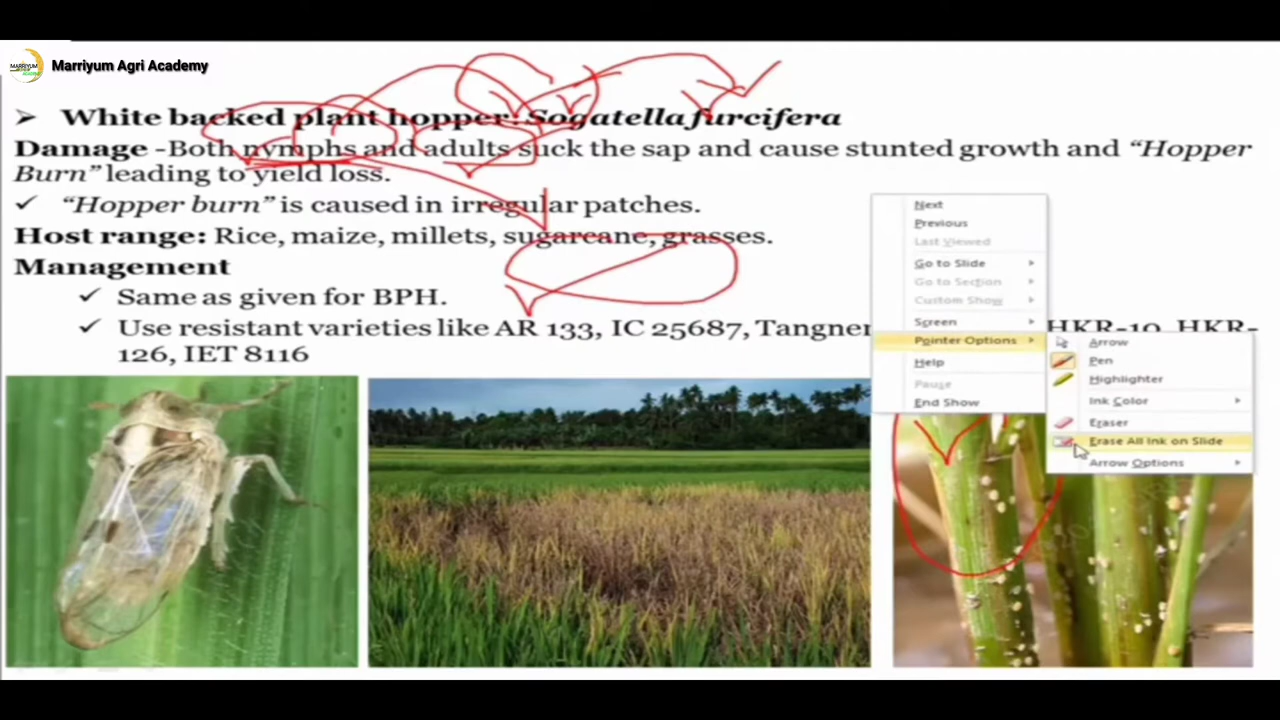 Marriyum Agri Academy
➤ White backed plant hopper: Sogatella furcifera
Damage -Both nymphs and adults suck the sap and cause stunted growth and “Hopper
Burn” leading to yield loss.
✓ “Hopper burn” is caused in irregular patches.
Host range: Rice, maize, millets, sugarcane, grasses.
Management
✓ Same as given for BPH.
✓ Use resistant varieties like AR 133, IC 25687, HKR-10, HKR-
126, IET 8116
Next
Previous
Last Viewed
Go to Slide
Go to Section
Custom Show
Screen
Pointer Options
Help
Pause
End Show
Arrow
Pen
Highlighter
Ink Color
Eraser
Erase All Ink on Slide
Arrow Options